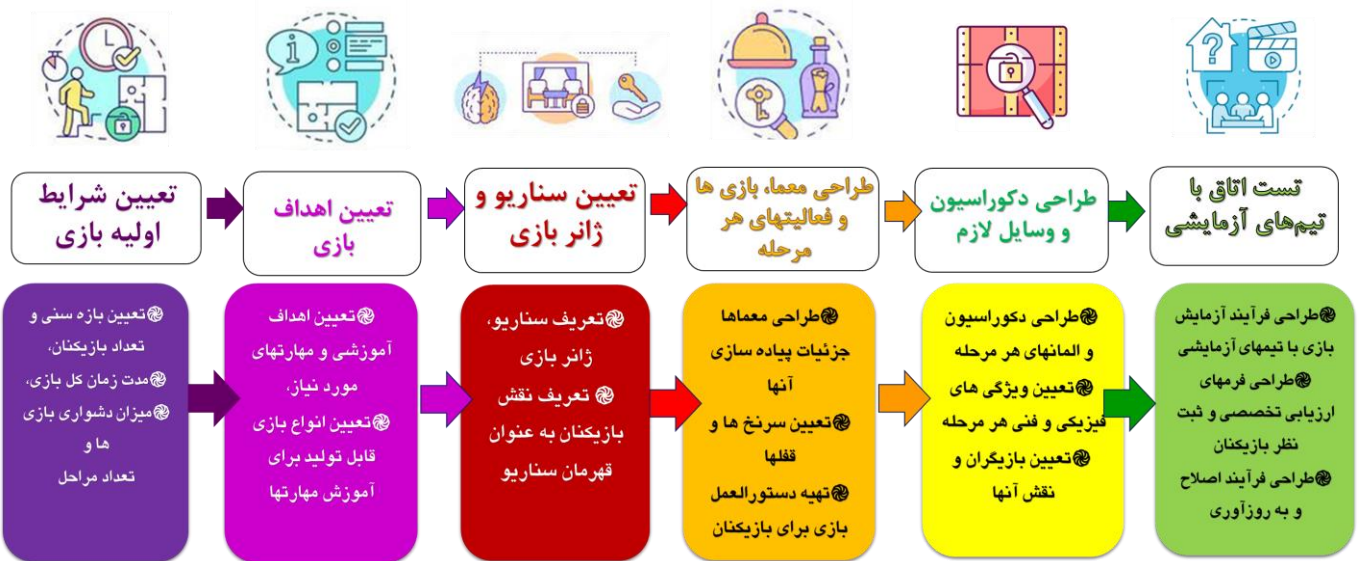 تعیین شرایط
اولیه بازی
تعیین اهداف
بازی
تعیین سناریو و
ژانر بازی
طراحی معما، بازی ها
و فعالیتهای هر
مرحله
طراحی دکوراسیون
و وسایل لازم
تست اتاق با
تیم‌های آزمایشی
تعیین بازه سنی و
تعداد بازیکنان،
مدت زمان کل بازی،
میزان دشواری بازی
ها و
تعداد مراحل
تعیین اهداف
آموزشی و مهارتهای
مورد نیاز،
تعیین انواع بازی
قابل تولید برای
آموزش مهارتها
تعریف سناریو،
ژانر بازی
تعریف نقش
بازیکنان به عنوان
قهرمان سناریو
طراحی معماها
جزئیات پیاده سازی
آنها
تعیین سرنخ ها و
قفلها
تهیه دستورالعمل
بازی برای بازیکنان
طراحی دکوراسیون
و المانهای هر مرحله
تعیین ویژگی های
فیزیکی و فنی هر مرحله
تعیین بازیگران و
نقش آنها
طراحی فرآیند آزمایش
بازی با تیمهای آزمایشی
طراحی فرمهای
ارزیابی تخصصی و ثبت
نظر بازیکنان
طراحی فرآیند اصلاح
و به روزآوری